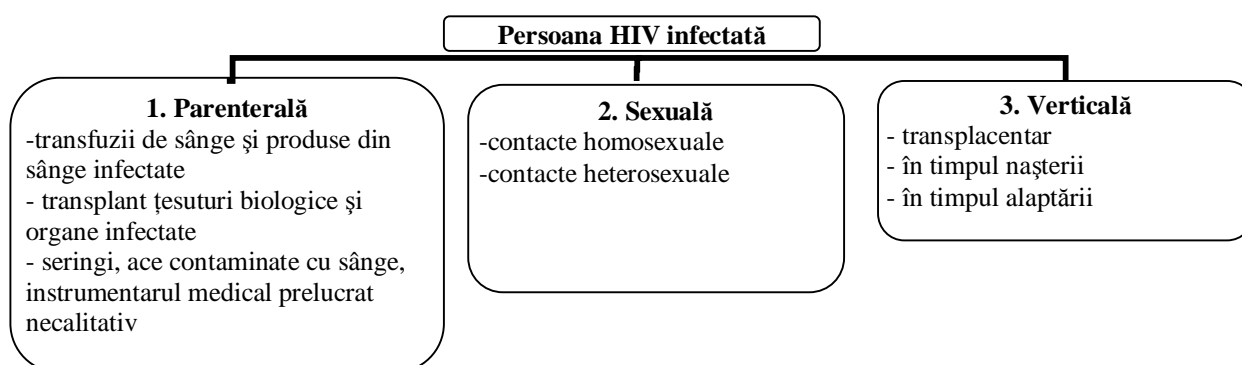 Persoana HIV infectată
1. Parenterală
-transfuzii de sânge şi produse din
sânge infectate
- transplant țesuturi biologice şi
organe infectate
- seringi, ace contaminate cu sânge,
instrumentarul medical prelucrat
necalitativ
2. Sexuală
-contacte homosexuale
-contacte heterosexuale
3. Verticală
- transplacentar
- în timpul naşterii
- în timpul alaptării